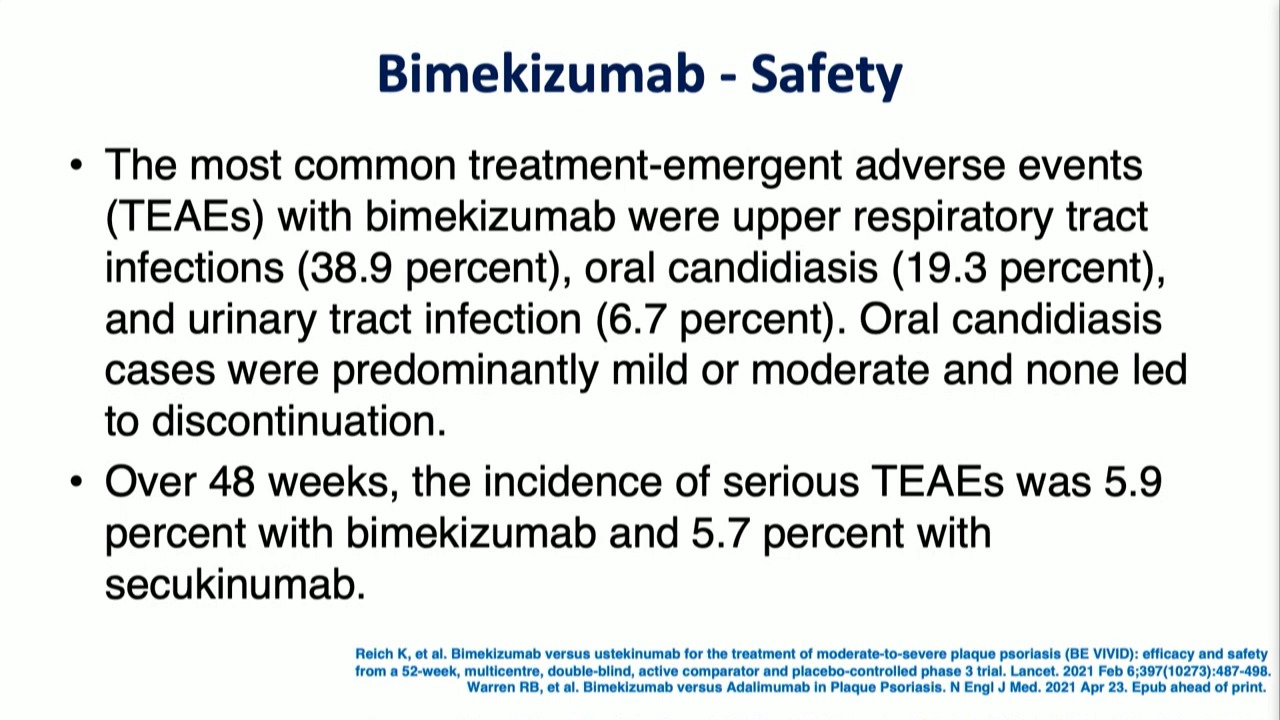 Bimekizumab - Safety
• The most common treatment-emergent adverse events
(TEAEs) with bimekizumab were upper respiratory tract
infections (38.9 percent), oral candidiasis (19.3 percent),
and urinary tract infection (6.7 percent). Oral candidiasis
cases were predominantly mild or moderate and none led
to discontinuation.
• Over 48 weeks, the incidence of serious TEAEs was 5.9
percent with bimekizumab and 5.7 percent with
secukinumab.
Reich K, et al. Bimekizumab versus ustekinumab for the treatment of moderate-to-severe plaque psoriasis (BE VIVID): efficacy and safety
from a 52-week, multicentre, double-blind, active comparator and placebo-controlled phase 3 trial. Lancet. 2021 Feb 6;397(10273):487-498.
Warren RB, et al. Bimekizumab versus Adalimumab in Plaque Psoriasis. N Engl J Med. 2021 Apr 23. Epub ahead of print.